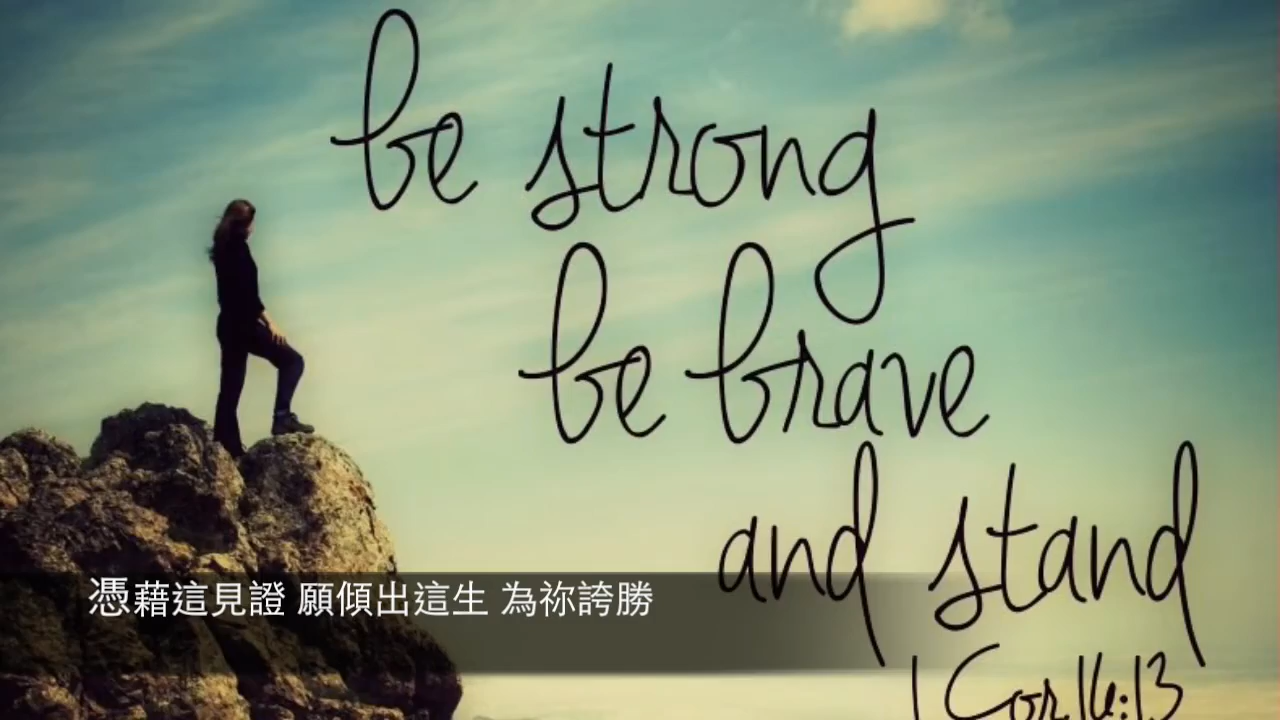 be strong
be brave
and stand
憑藉這見證 願傾出這生 為祢誇勝
1 Cor 16:13